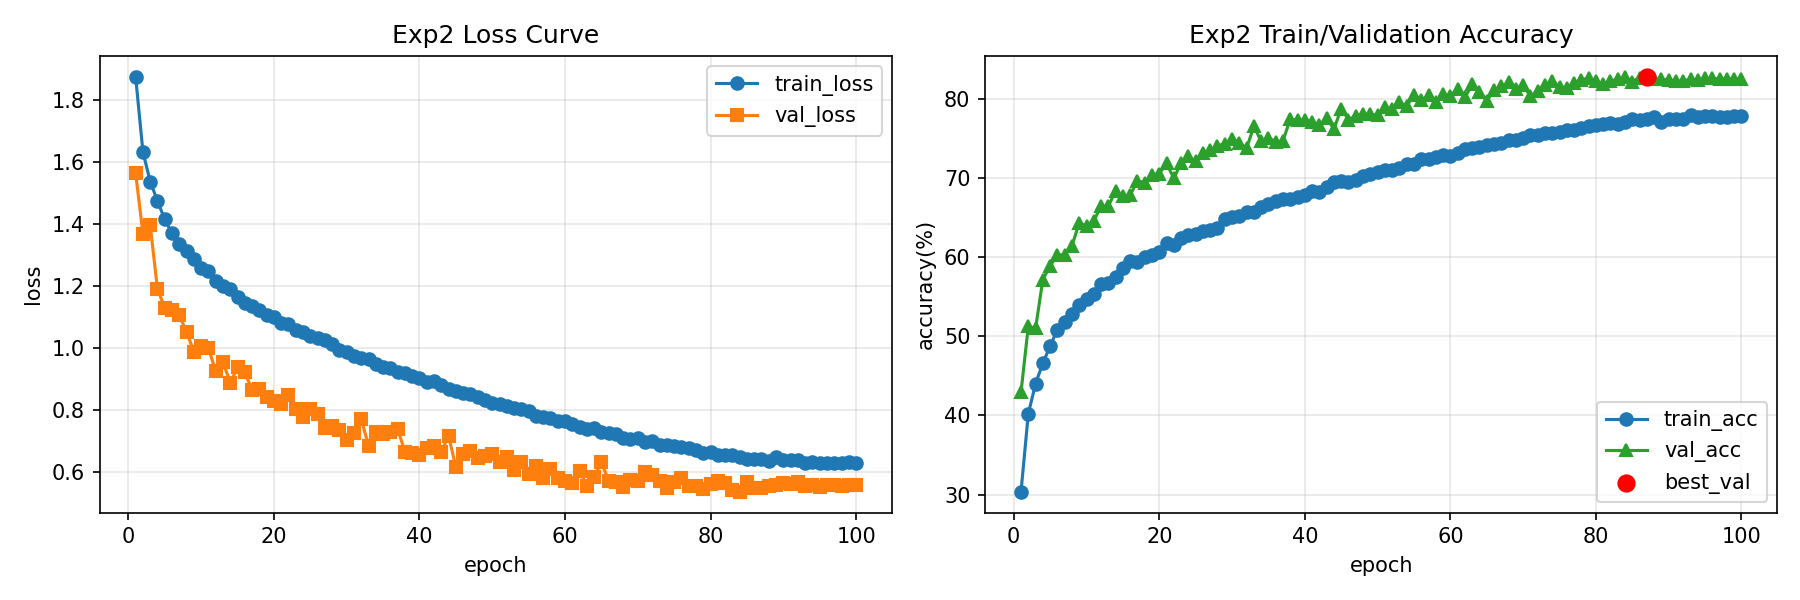 Exp2 Loss Curve
1.8
1.6
1.4
1.2
1.0
0.8
0.6
loss
0 20 40 60 80 100
epoch
train_loss
val_loss
Exp2 Train/Validation Accuracy
80
70
60
50
40
30
accuracy(%)
0 20 40 60 80 100
epoch
train_acc
val_acc
best_val